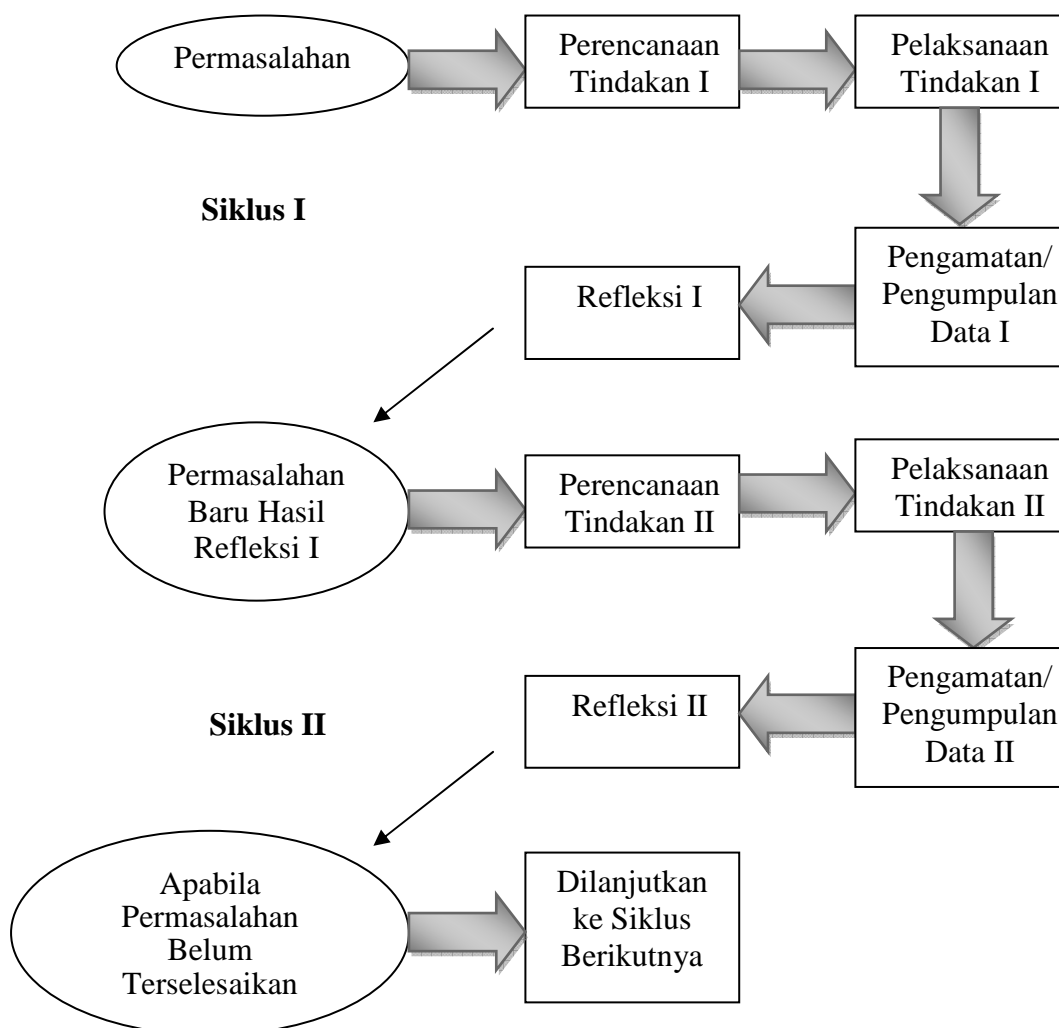 Permasalahan
Perencanaan
Tindakan I
Pelaksanaan
Tindakan I
Siklus I
Refleksi I
Pengamatan/
Pengumpulan
Data I
Permasalahan
Baru Hasil
Refleksi I
Perencanaan
Tindakan II
Pelaksanaan
Tindakan II
Siklus II
Refleksi II
Pengamatan/
Pengumpulan
Data II
Apabila
Permasalahan
Belum
Terselesaikan
Dilanjutkan
ke Siklus
Berikutnya